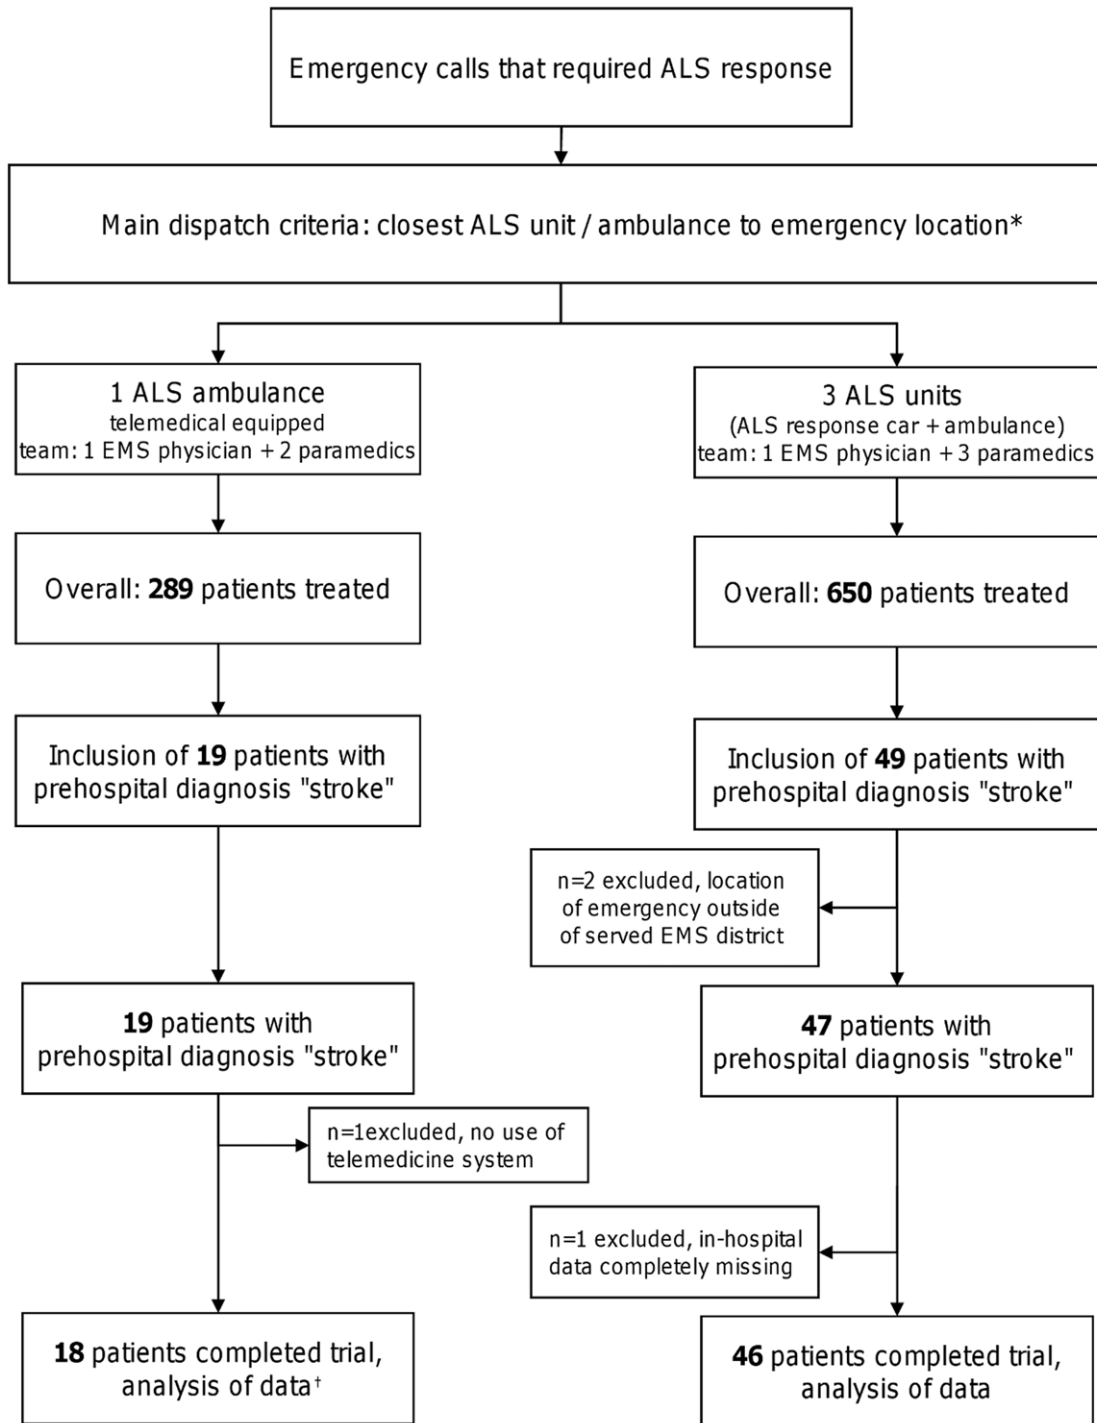 Emergency calls that required ALS response
Main dispatch criteria: closest ALS unit / ambulance to emergency location*
1 ALS ambulance
telemedical equipped
team: 1 EMS physician + 2 paramedics
3 ALS units
(ALS response car + ambulance)
team: 1 EMS physician + 3 paramedics
Overall: 289 patients treated
Overall: 650 patients treated
Inclusion of 19 patients with
prehospital diagnosis "stroke"
Inclusion of 49 patients with
prehospital diagnosis "stroke"
n=2 excluded, location
of emergency outside
of served EMS district
19 patients with
prehospital diagnosis "stroke"
47 patients with
prehospital diagnosis "stroke"
n=1excluded, no use of
telemedicine system
n=1 excluded, in-hospital
data completely missing
18 patients completed trial,
analysis of data†
46 patients completed trial,
analysis of data